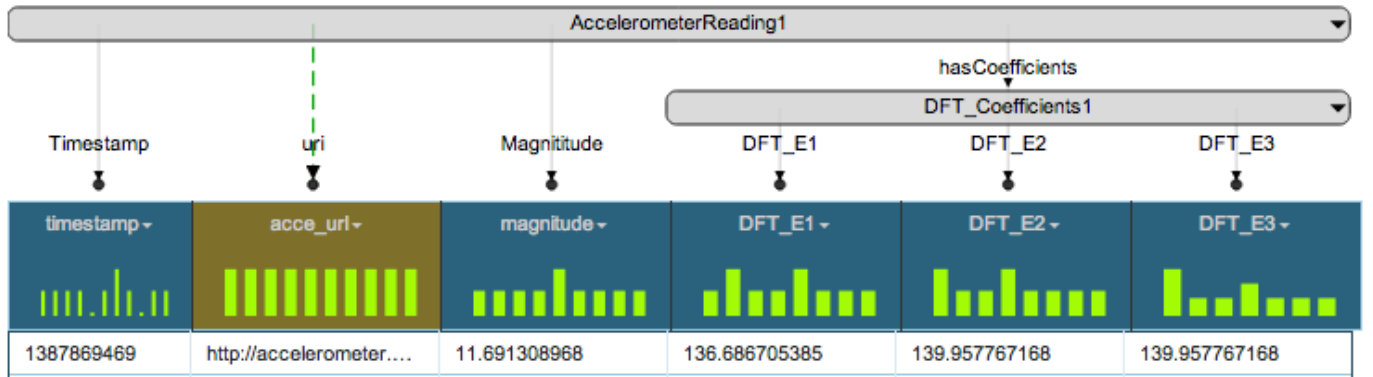 AccelerometerReading1
hasCoefficients
DFT_Coefficients1
Timestamp uri Magnititude DFT_E1 DFT_E2 DFT_E3
timestamp acce_url magnitude DFT_E1 DFT_E2 DFT_E3
1387869469 http://accelerometer.... 11.691308968 136.686705385 139.957767168 139.957767168